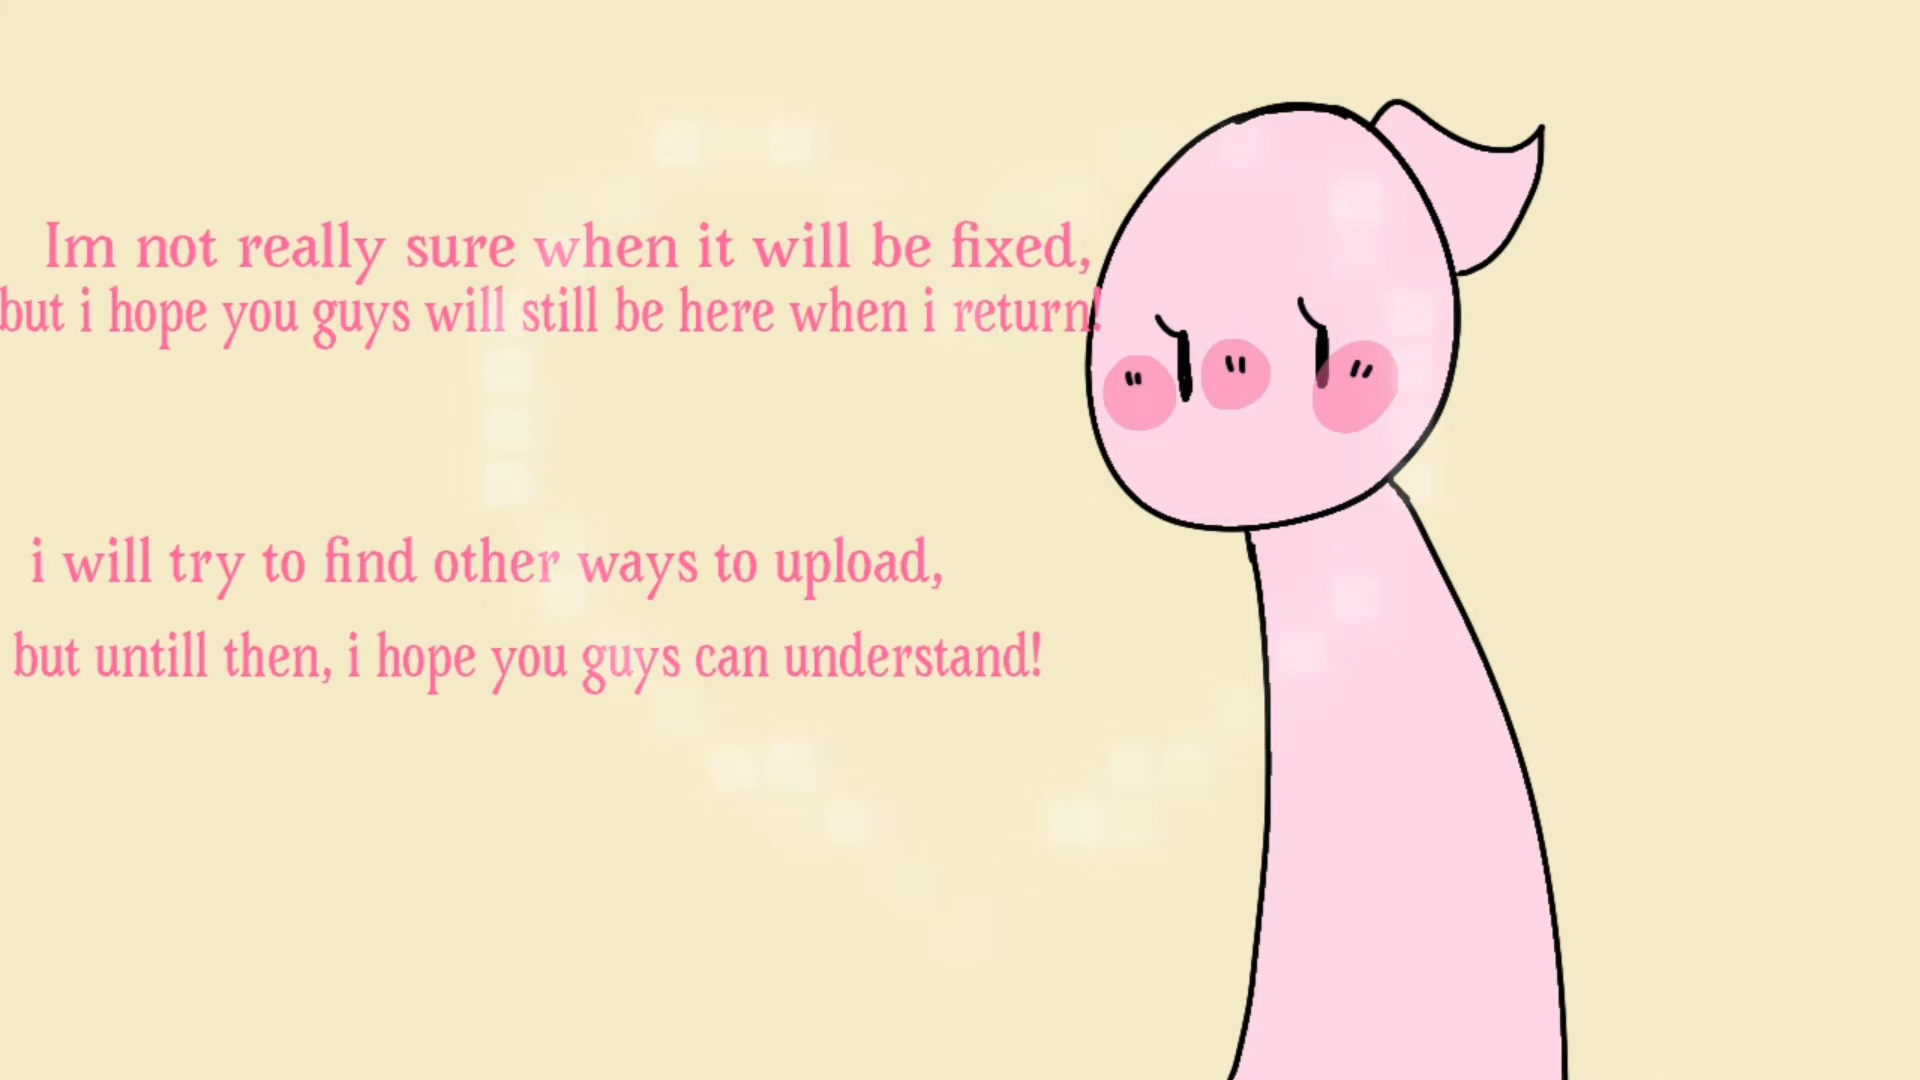 Im not really sure when it will be fixed,
but i hope you guys will still be here when i return!
i will try to find other ways to upload,
but untill then, i hope you guys can understand!